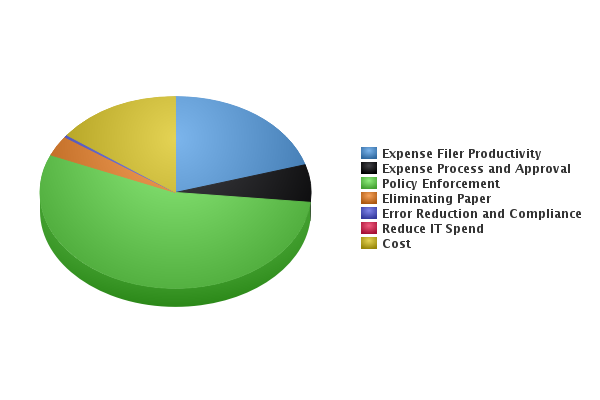 Expense Filer Productivity
Expense Process and Approval
Policy Enforcement
Eliminating Paper
Error Reduction and Compliance
Reduce IT Spend
Cost